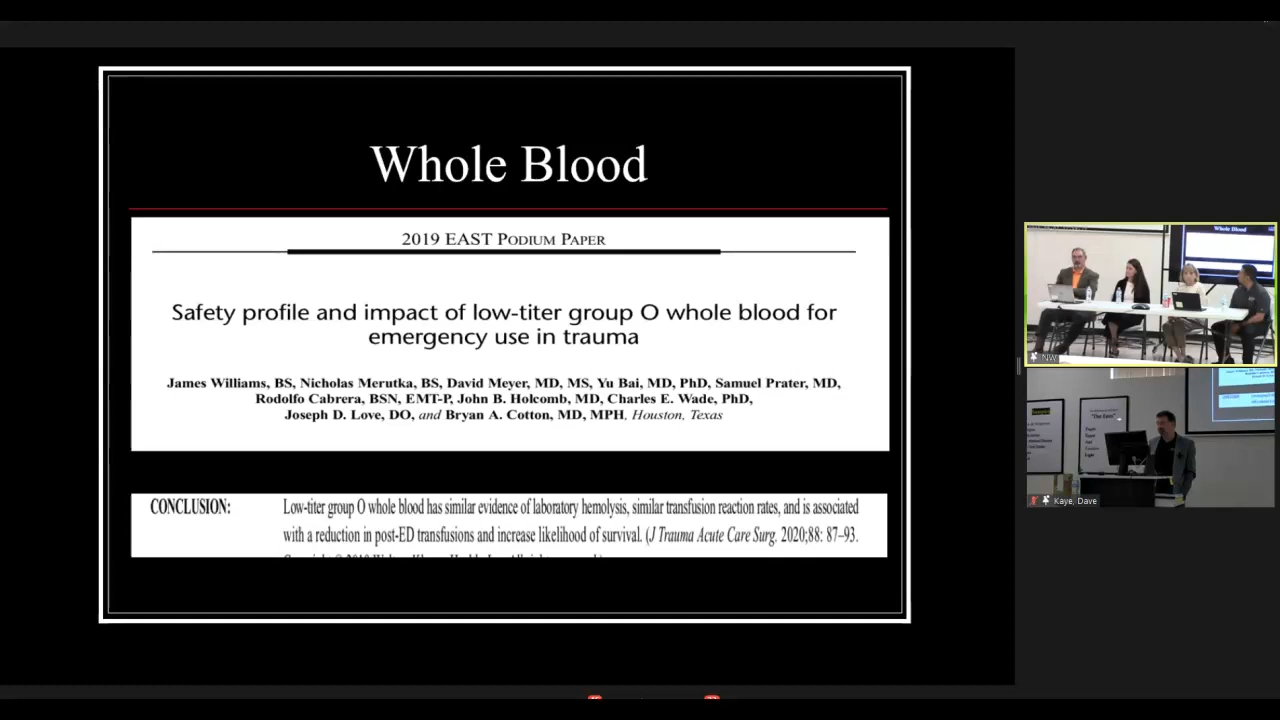 Whole Blood
2019 EAST PODIUM PAPER
Safety profile and impact of low-titer group O whole blood for
emergency use in trauma
James Williams, BS, Nicholas Merutka, BS, David Meyer, MD, MS, Yu Bai, MD, PhD, Samuel Prater, MD,
Rodolfo Cabrera, BSN, EMT-P, John B. Holcomb, MD, Charles E. Wade, PhD,
Joseph D. Love, DO, and Bryan A. Cotton, MD, MPH, Houston, Texas
CONCLUSION: Low-titer group O whole blood has similar evidence of laboratory hemolysis, similar transfusion reaction rates, and is associated
with a reduction in post-ED transfusions and increase likelihood of survival. (J Trauma Acute Care Surg. 2020;88: 87–93.
Whole Blood
NW
"The Eyes"
Kaye, Dave